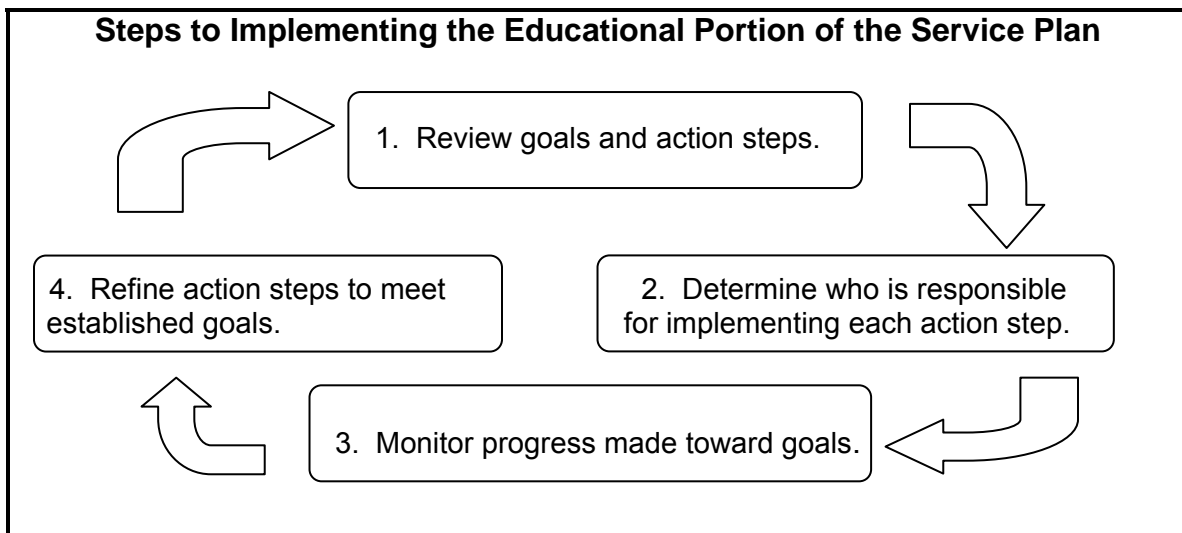 Steps to Implementing the Educational Portion of the Service Plan
1. Review goals and action steps.
2. Determine who is responsible
for implementing each action step.
3. Monitor progress made toward goals.
4. Refine action steps to meet
established goals.